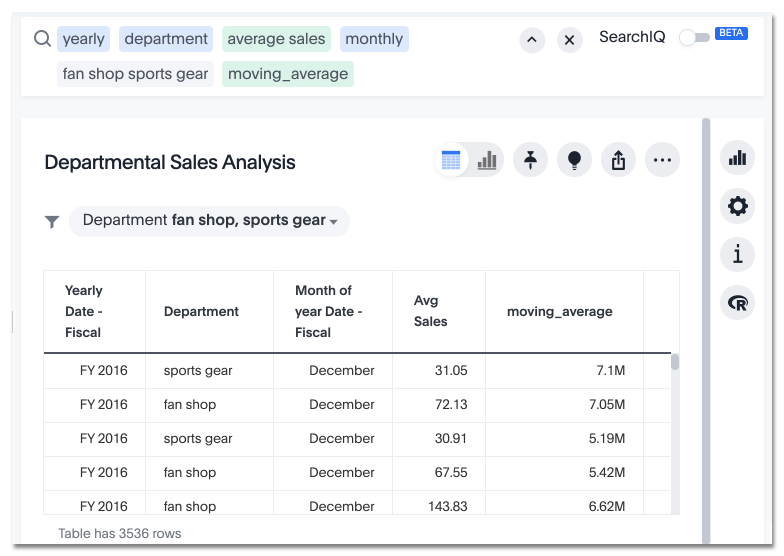 yearly department average sales monthly SearchIQ BETA
fan shop sports gear moving_average
Departmental Sales Analysis
Department fan shop, sports gear
Yearly Date - Fiscal Department Month of year Date - Fiscal Avg Sales moving_average
FY 2016 sports gear December 31.05 7.1M
FY 2016 fan shop December 72.13 7.05M
FY 2016 sports gear December 30.91 5.19M
FY 2016 fan shop December 67.55 5.42M
FY 2016 fan shop December 143.83 6.62M
Table has 3536 rows